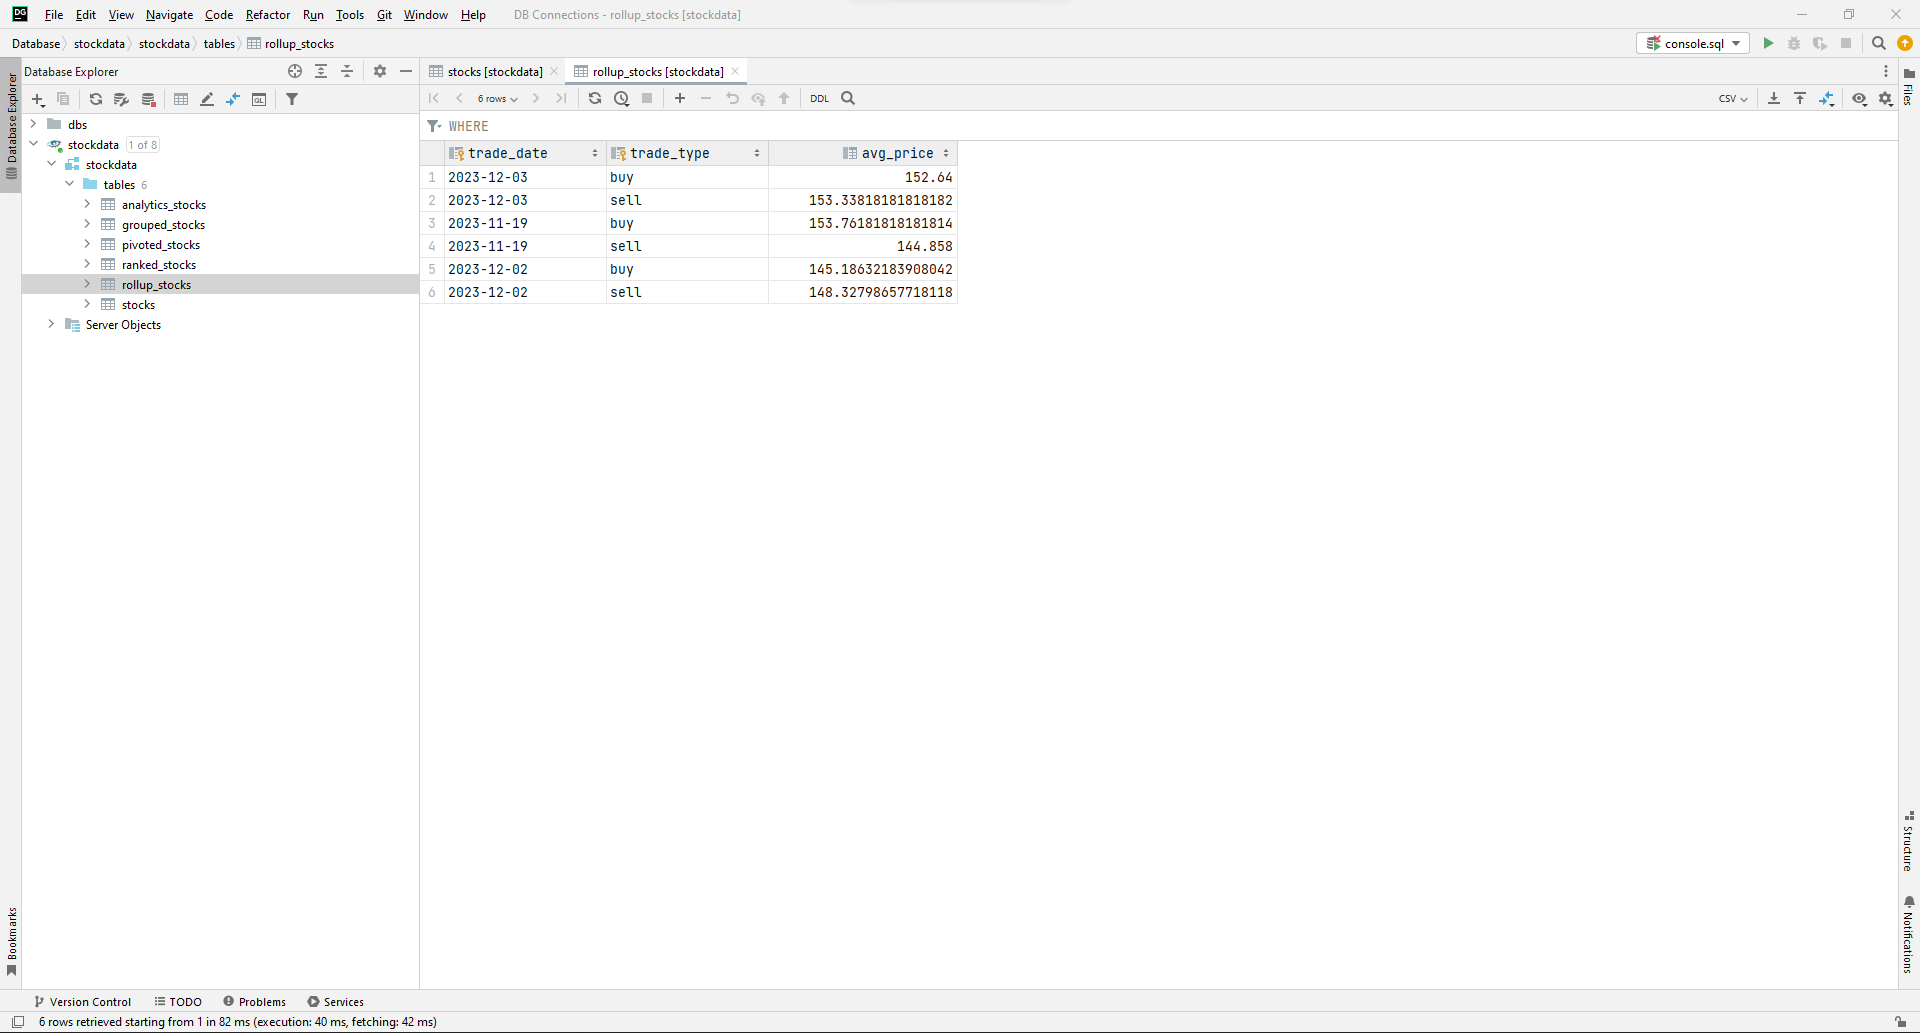 DG File Edit View Navigate Code Refactor Run Tools Git Window Help DB Connections - rollup_stocks [stockdata]
Database stockdata stockdata tables rollup_stocks console.sql
Database Explorer
stocks [stockdata] rollup_stocks [stockdata]
6 rows DDL CSV
QL
WHERE
dbs
stockdata 1 of 8
stockdata
tables 6
analytics_stocks
grouped_stocks
pivoted_stocks
ranked_stocks
rollup_stocks
stocks
Server Objects
trade_date trade_type avg_price
1 2023-12-03 buy 152.64
2 2023-12-03 sell 153.33818181818182
3 2023-11-19 buy 153.76181818181814
4 2023-11-19 sell 144.858
5 2023-12-02 buy 145.18632183908042
6 2023-12-02 sell 148.32798657718118
Database Explorer
Bookmarks
Files
Structure
Notifications
Version Control TODO Problems Services
6 rows retrieved starting from 1 in 82 ms (execution: 40 ms, fetching: 42 ms)